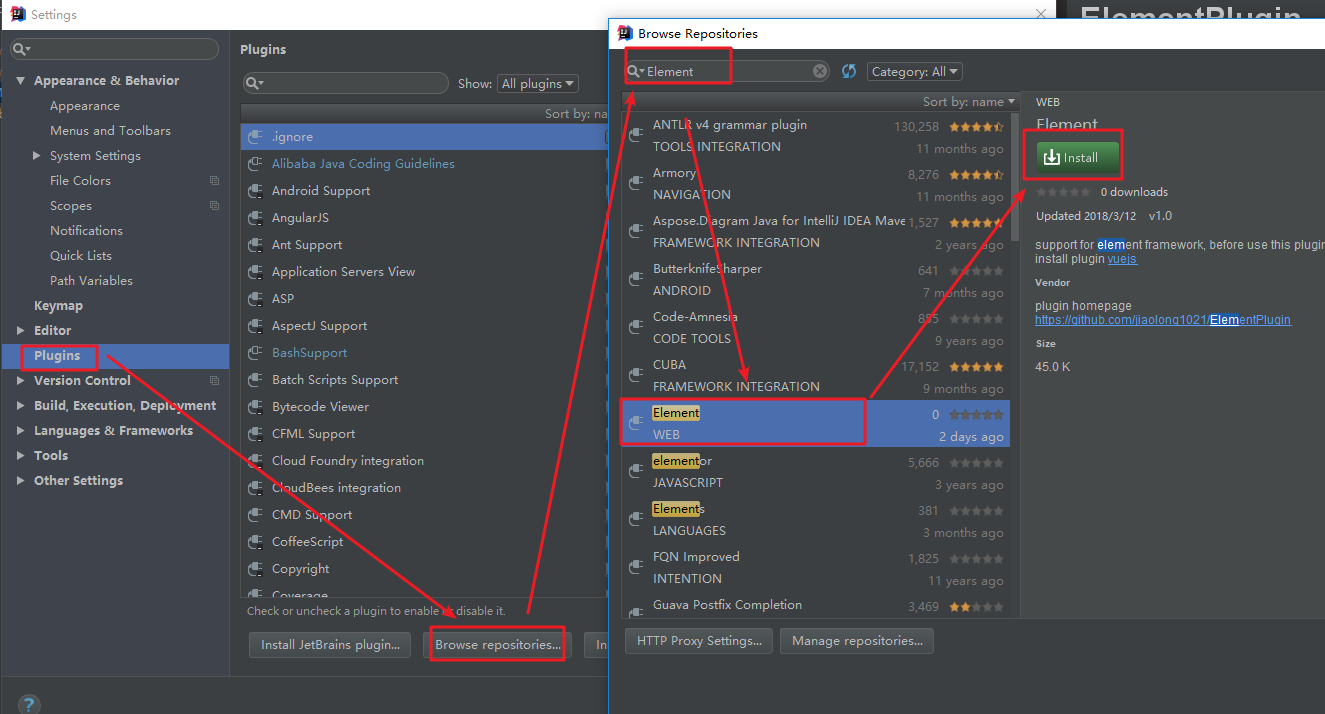 Settings
ElementPlugin
Plugins
Show: All plugins
Sort by: na
Appearance & Behavior
Appearance
Menus and Toolbars
System Settings
File Colors
Scopes
Notifications
Quick Lists
Path Variables
Keymap
Editor
Plugins
Version Control
Build, Execution, Deployment
Languages & Frameworks
Tools
Other Settings
.ignore
Alibaba Java Coding Guidelines
Android Support
AngularJS
Ant Support
Application Servers View
ASP
AspectJ Support
BashSupport
Batch Scripts Support
Bytecode Viewer
CFML Support
Cloud Foundry integration
CloudBees integration
CMD Support
CoffeeScript
Copyright
Coverage
Check or uncheck a plugin to enable or disable it.
Install JetBrains plugin...
Browse repositories...
In
?
Browse Repositories
Element
Category: All
Sort by: name
ANTLR v4 grammar plugin 130,258
TOOLS INTEGRATION 11 months ago
Armory 8,276
NAVIGATION 11 months ago
Aspose.Diagram Java for IntelliJ IDEA Mave 1,527
FRAMEWORK INTEGRATION 2 years ago
ButterknifeSharper 641
ANDROID 7 months ago
Code-Amnesia 855
CODE TOOLS 9 years ago
CUBA 17,152
FRAMEWORK INTEGRATION 9 months ago
Element 0
WEB 2 days ago
elementor 5,666
JAVASCRIPT 3 years ago
Elements 381
LANGUAGES 3 months ago
FQN Improved 1,825
INTENTION 11 years ago
Guava Postfix Completion 3,469
HTTP Proxy Settings...
Manage repositories...
WEB
Element
Install
0 downloads
Updated 2018/3/12 v1.0
support for element framework, before use this plugin
install plugin vuejs
Vendor
plugin homepage
https://github.com/jiaolong1021/ElementPlugin
Size
45.0 K